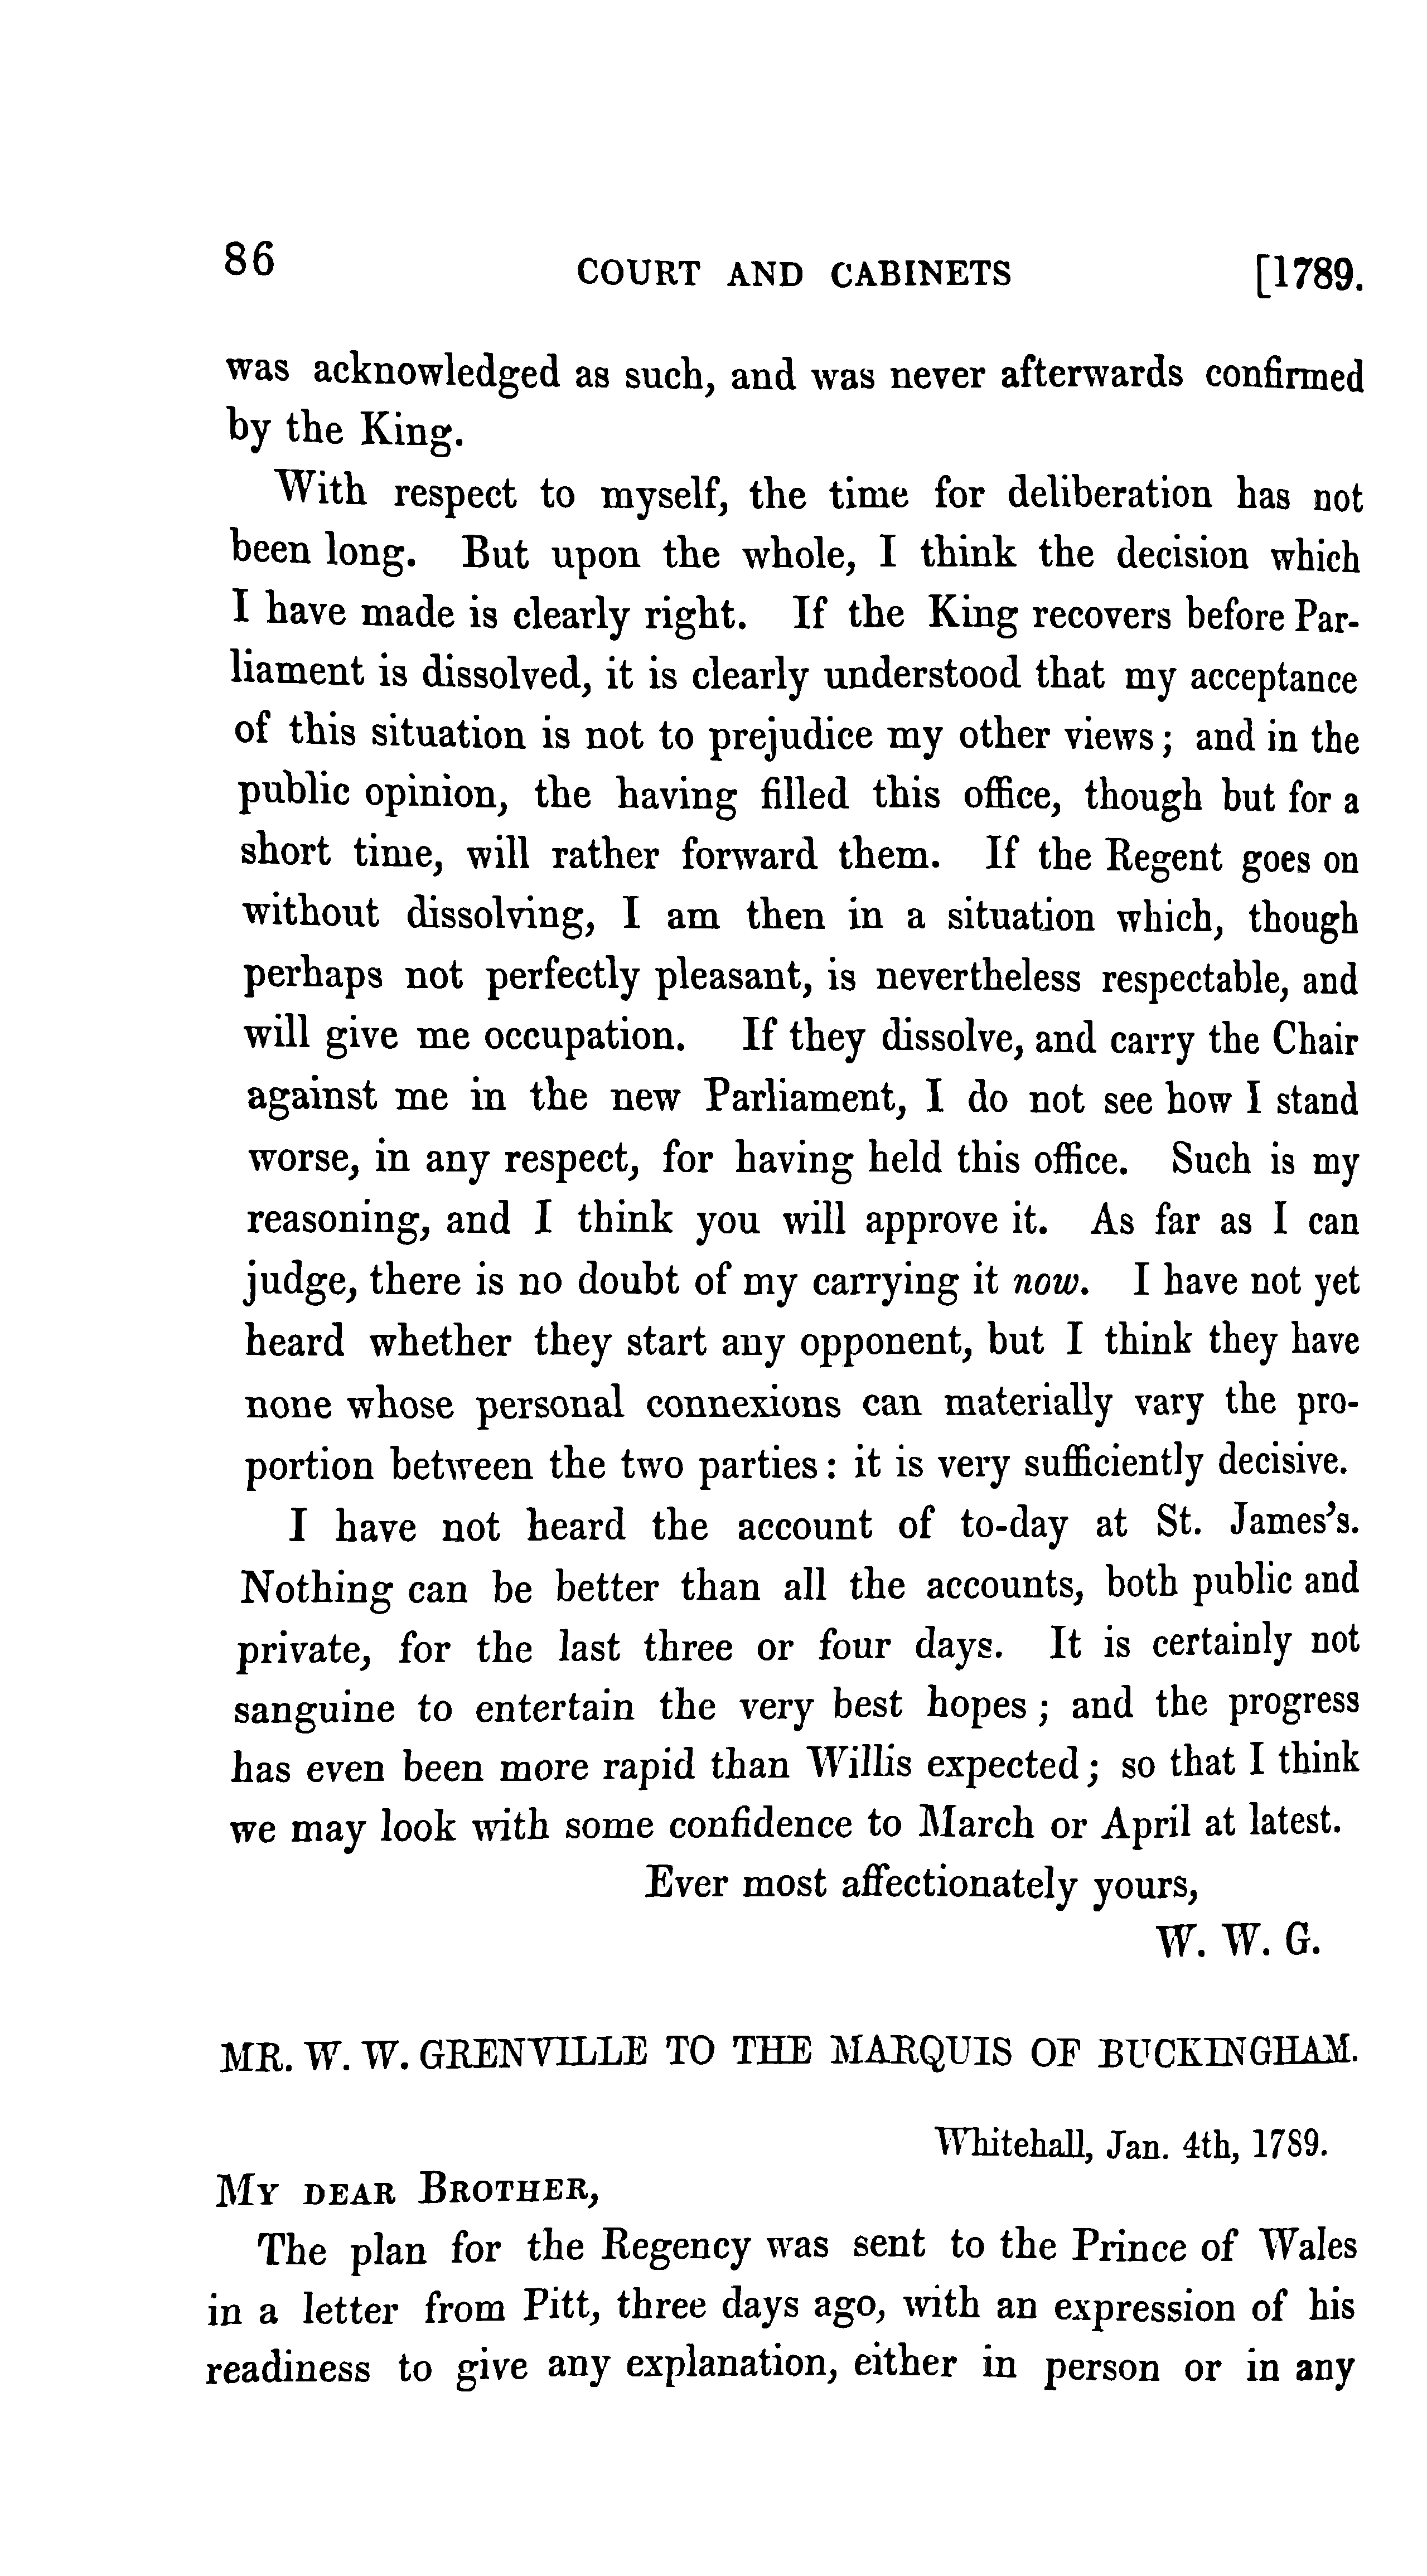 86 COURT AND CABINETS [1789.
was acknowledged as such, and was never afterwards confirmed
by the King.
With respect to myself, the time for deliberation has not
been long. But upon the whole, I think the decision which
I have made is clearly right. If the King recovers before Par-
liament is dissolved, it is clearly understood that my acceptance
of this situation is not to prejudice my other views; and in the
public opinion, the having filled this office, though but for a
short time, will rather forward them. If the Regent goes on
without dissolving, I am then in a situation which, though
perhaps not perfectly pleasant, is nevertheless respectable, and
will give me occupation. If they dissolve, and carry the Chair
against me in the new Parliament, I do not see how I stand
worse, in any respect, for having held this office. Such is my
reasoning, and I think you will approve it. As far as I can
judge, there is no doubt of my carrying it now. I have not yet
heard whether they start any opponent, but I think they have
none whose personal connexions can materially vary the pro-
portion between the two parties: it is very sufficiently decisive.
I have not heard the account of to-day at St. James's.
Nothing can be better than all the accounts, both public and
private, for the last three or four days. It is certainly not
sanguine to entertain the very best hopes; and the progress
has even been more rapid than Willis expected; so that I think
we may look with some confidence to March or April at latest.
Ever most affectionately yours,
W. W. G.
MR. W. W. GRENVILLE TO THE MARQUIS OF BUCKINGHAM.
Whitehall, Jan. 4th, 1789.
MY DEAR BROTHER,
The plan for the Regency was sent to the Prince of Wales
in a letter from Pitt, three days ago, with an expression of his
readiness to give any explanation, either in person or in any